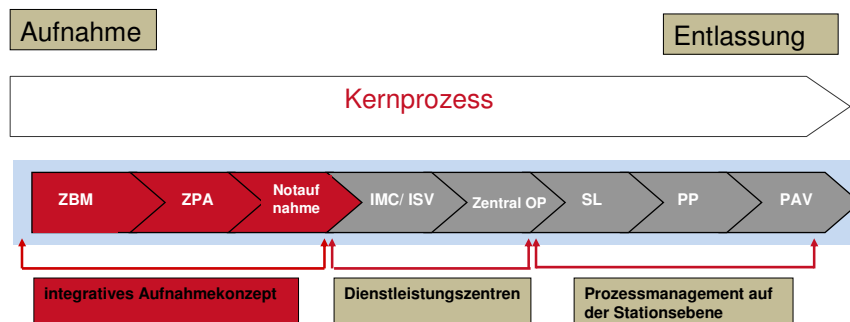 Aufnahme
Entlassung
Kernprozess
ZBM
ZPA
Notauf
nahme
IMC/ ISV
Zentral OP
SL
PP
PAV
integratives Aufnahmekonzept
Dienstleistungszentren
Prozessmanagement auf
der Stationsebene